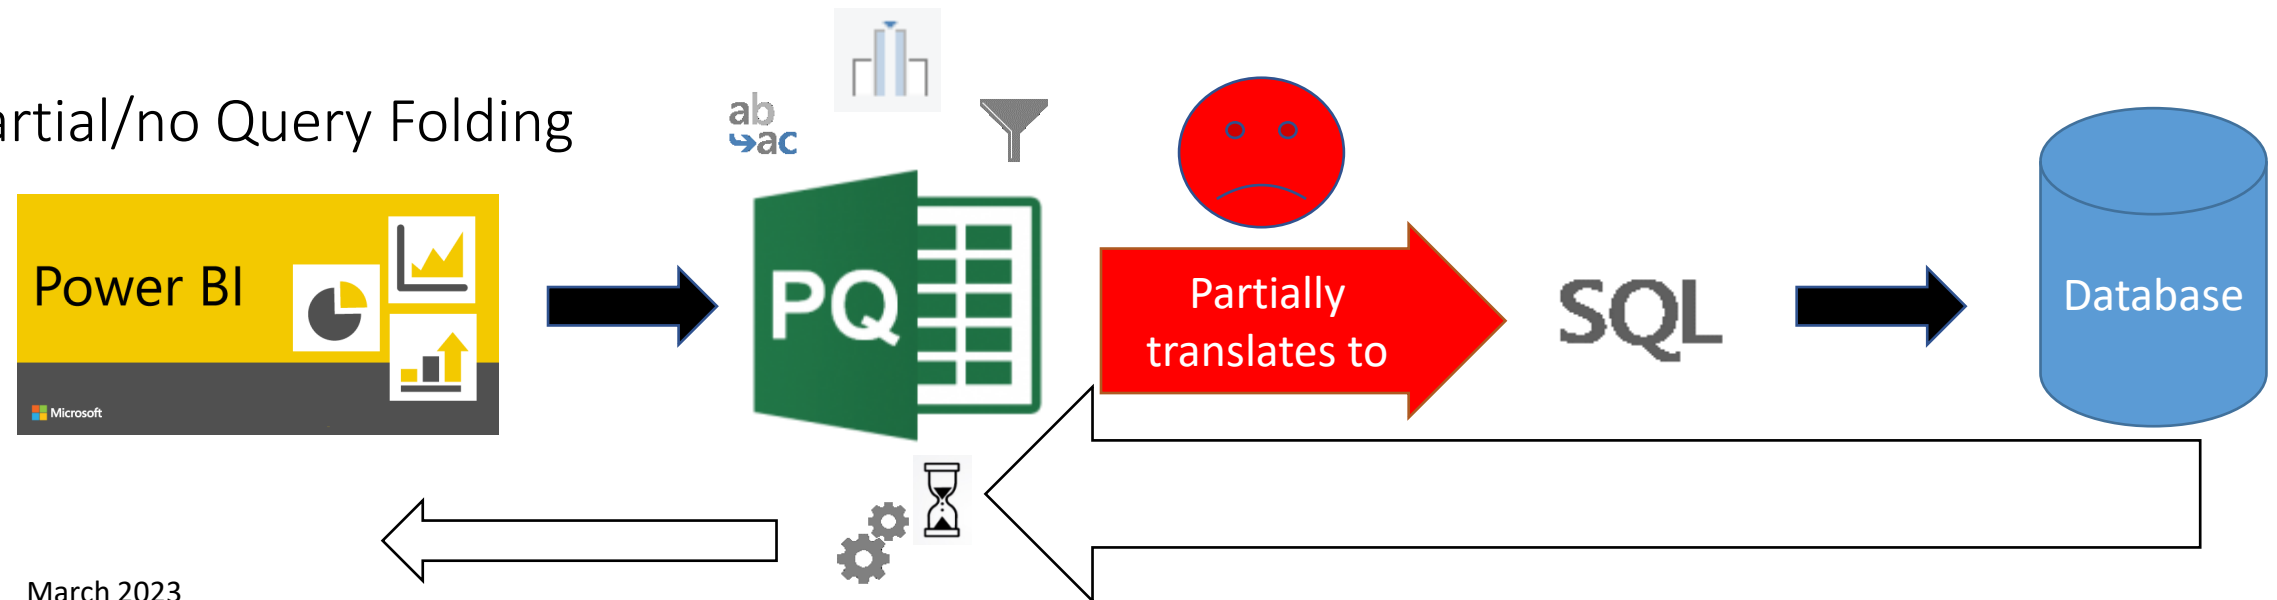 artial/no Query Folding
ab
ac
Power BI
Microsoft
PQ
Partially
translates to
SQL
Database
March 2023